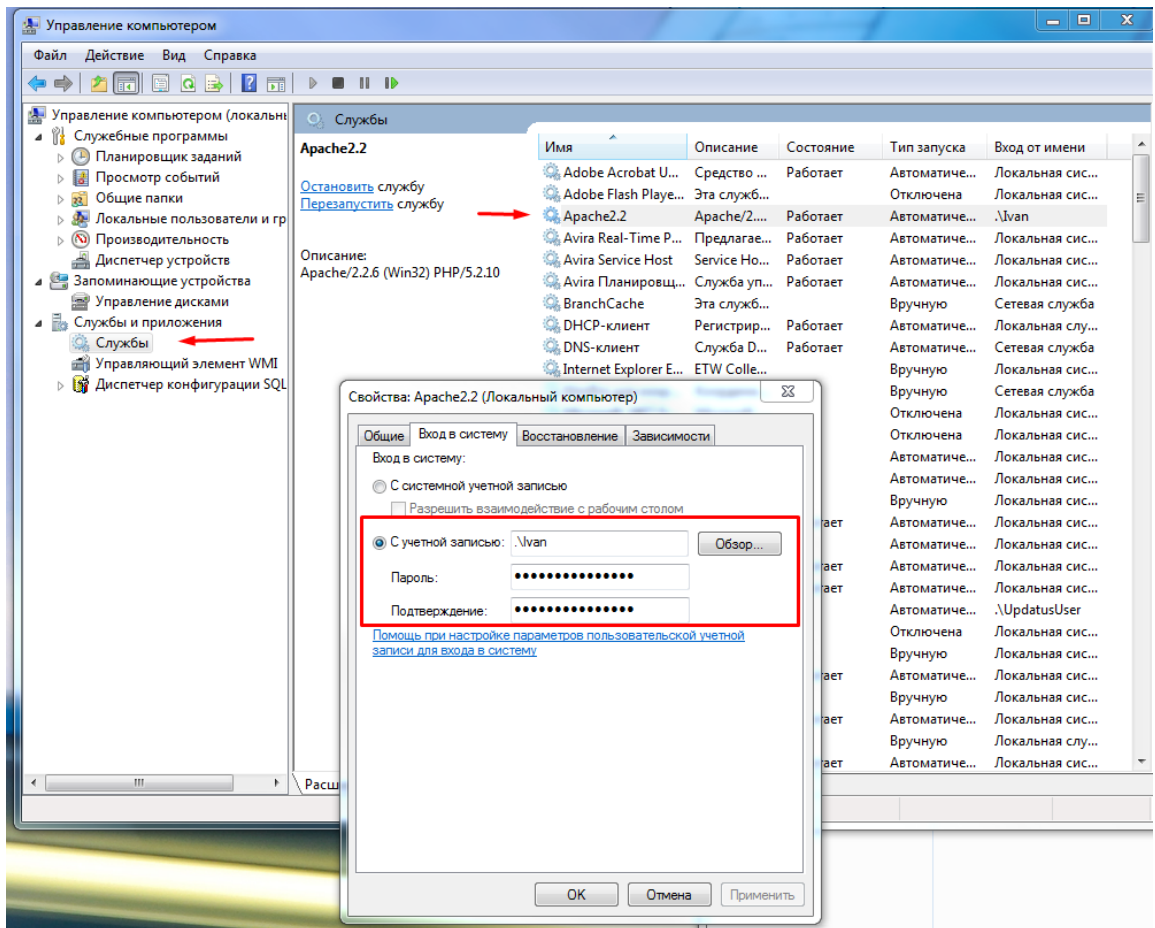 Управление компьютером
Файл Действие Вид Справка
Управление компьютером (локальны
Служебные программы
Планировщик заданий
Просмотр событий
Общие папки
Локальные пользователи и гр
Производительность
Диспетчер устройств
Запоминающие устройства
Управление дисками
Службы и приложения
Службы
Управляющий элемент WMI
Диспетчер конфигурации SQL
Службы
Apache2.2
Остановить службу
Перезапустить службу
Описание:
Apache/2.2.6 (Win32) PHP/5.2.10
Имя Описание Состояние Тип запуска Вход от имени
Adobe Acrobat U... Средство ... Работает Автоматиче... Локальная сис...
Adobe Flash Playe... Эта служб... Отключена Локальная сис...
Apache2.2 Apache/2.... Работает Автоматиче... .\Ivan
Avira Real-Time P... Предлагае... Работает Автоматиче... Локальная сис...
Avira Service Host Service Ho... Работает Автоматиче... Локальная сис...
Avira Планировщ... Служба уп... Работает Автоматиче... Локальная сис...
BranchCache Эта служб... Вручную Сетевая служба
DHCP-клиент Регистрир... Работает Автоматиче... Локальная слу...
DNS-клиент Служба D... Работает Автоматиче... Сетевая служба
Internet Explorer E... ETW Colle... Вручную Локальная сис...
Вручную Сетевая служба
Отключена Локальная сис...
Отключена Локальная сис...
Автоматиче... Локальная сис...
Автоматиче... Локальная сис...
Вручную Локальная сис...
ает Автоматиче... Локальная сис...
Автоматиче... Локальная сис...
ает Автоматиче... Локальная сис...
ает Автоматиче... Локальная сис...
Автоматиче... .\UpdatusUser
Отключена Локальная сис...
Вручную Локальная сис...
ает Автоматиче... Локальная сис...
Вручную Локальная сис...
ает Автоматиче... Локальная сис...
Вручную Локальная слу...
ает Автоматиче... Локальная сис...
Расш
Свойства: Apache2.2 (Локальный компьютер)
Общие Вход в систему Восстановление Зависимости
Вход в систему:
С системной учетной записью
Разрешить взаимодействие с рабочим столом
С учетной записью: .\Ivan Обзор...
Пароль: •••••••••••••••
Подтверждение: •••••••••••••••
Помощь при настройке параметров пользовательской учетной
записи для входа в систему
OK Отмена Применить